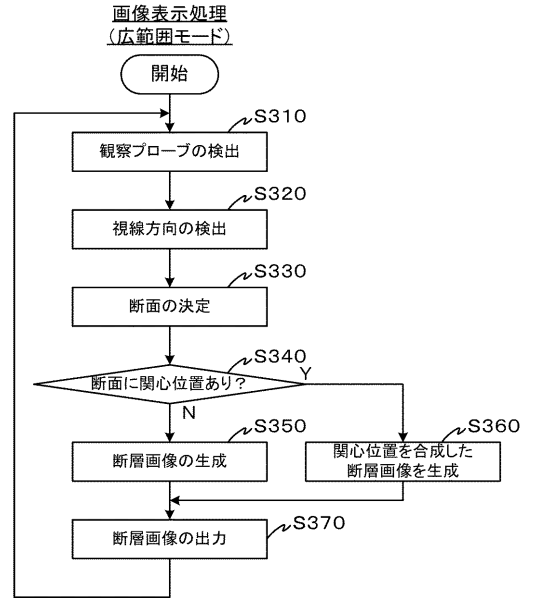 画像表示処理
（広範囲モード）
開始
S310
観察プローブの検出
S320
視線方向の検出
S330
断面の決定
S340
断面に関心位置あり？
Y
N
S350
断層画像の生成
S360
関心位置を合成した
断層画像を生成
S370
断層画像の出力